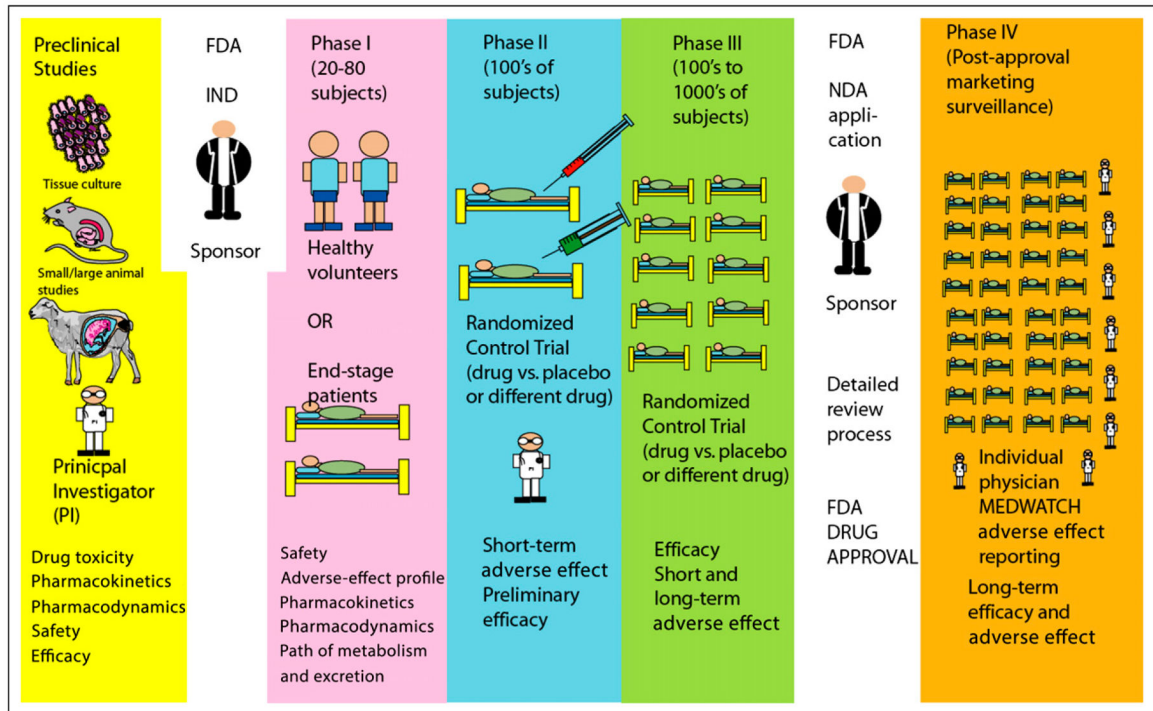 Preclinical
Studies
Tissue culture
Small/large animal
studies
PI
Prinicpal
Investigator
(PI)
Drug toxicity
Pharmacokinetics
Pharmacodynamics
Safety
Efficacy
FDA
IND
Sponsor
Phase I
(20-80
subjects)
Healthy
volunteers
OR
End-stage
patients
Safety
Adverse-effect profile
Pharmacokinetics
Pharmacodynamics
Path of metabolism
and excretion
Phase II
(100's of
subjects)
Randomized
Control Trial
(drug vs. placebo
or different drug)
Short-term
adverse effect
Preliminary
efficacy
Phase III
(100's to
1000's of
subjects)
Randomized
Control Trial
(drug vs. placebo
or different drug)
Efficacy
Short and
long-term
adverse effect
FDA
NDA
appli-
cation
Sponsor
Detailed
review
process
FDA
DRUG
APPROVAL
Phase IV
(Post-approval
marketing
surveillance)
Individual
physician
MEDWATCH
adverse effect
reporting
Long-term
efficacy and
adverse effect